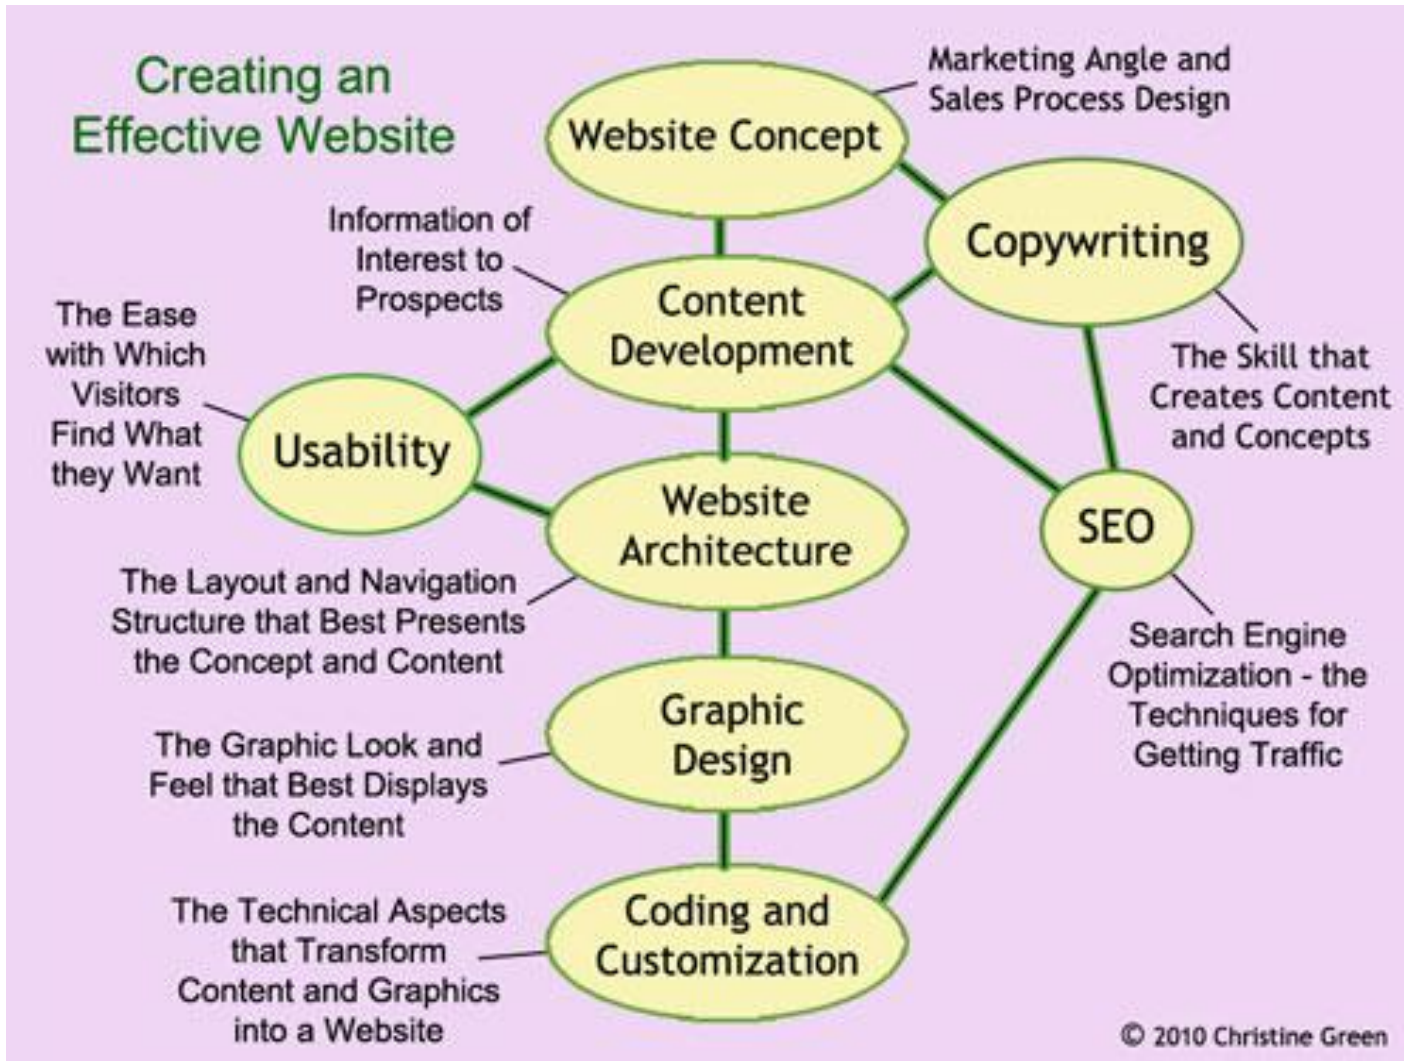 Creating an
Effective Website
Website Concept
Marketing Angle and
Sales Process Design
Copywriting
The Skill that
Creates Content
and Concepts
Information of
Interest to
Prospects
Content
Development
The Ease
with Which
Visitors
Find What
they Want
Usability
Website
Architecture
The Layout and Navigation
Structure that Best Presents
the Concept and Content
SEO
Search Engine
Optimization - the
Techniques for
Getting Traffic
Graphic
Design
The Graphic Look and
Feel that Best Displays
the Content
Coding and
Customization
The Technical Aspects
that Transform
Content and Graphics
into a Website
© 2010 Christine Green